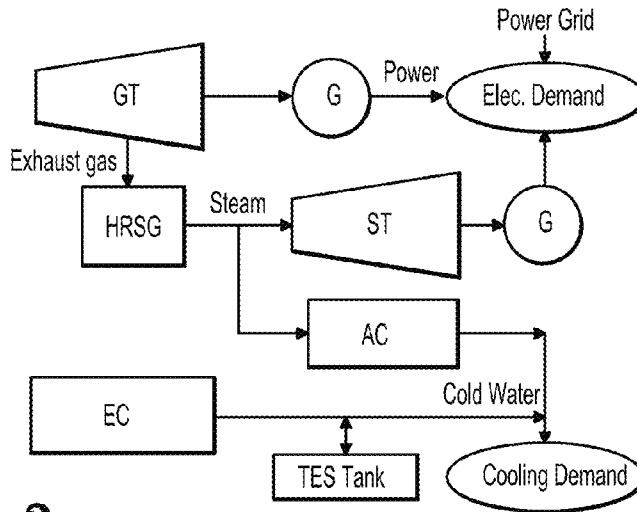 Power Grid
GT
G
Power
Elec. Demand
Exhaust gas
HRSG
Steam
ST
G
AC
Cold Water
EC
TES Tank
Cooling Demand